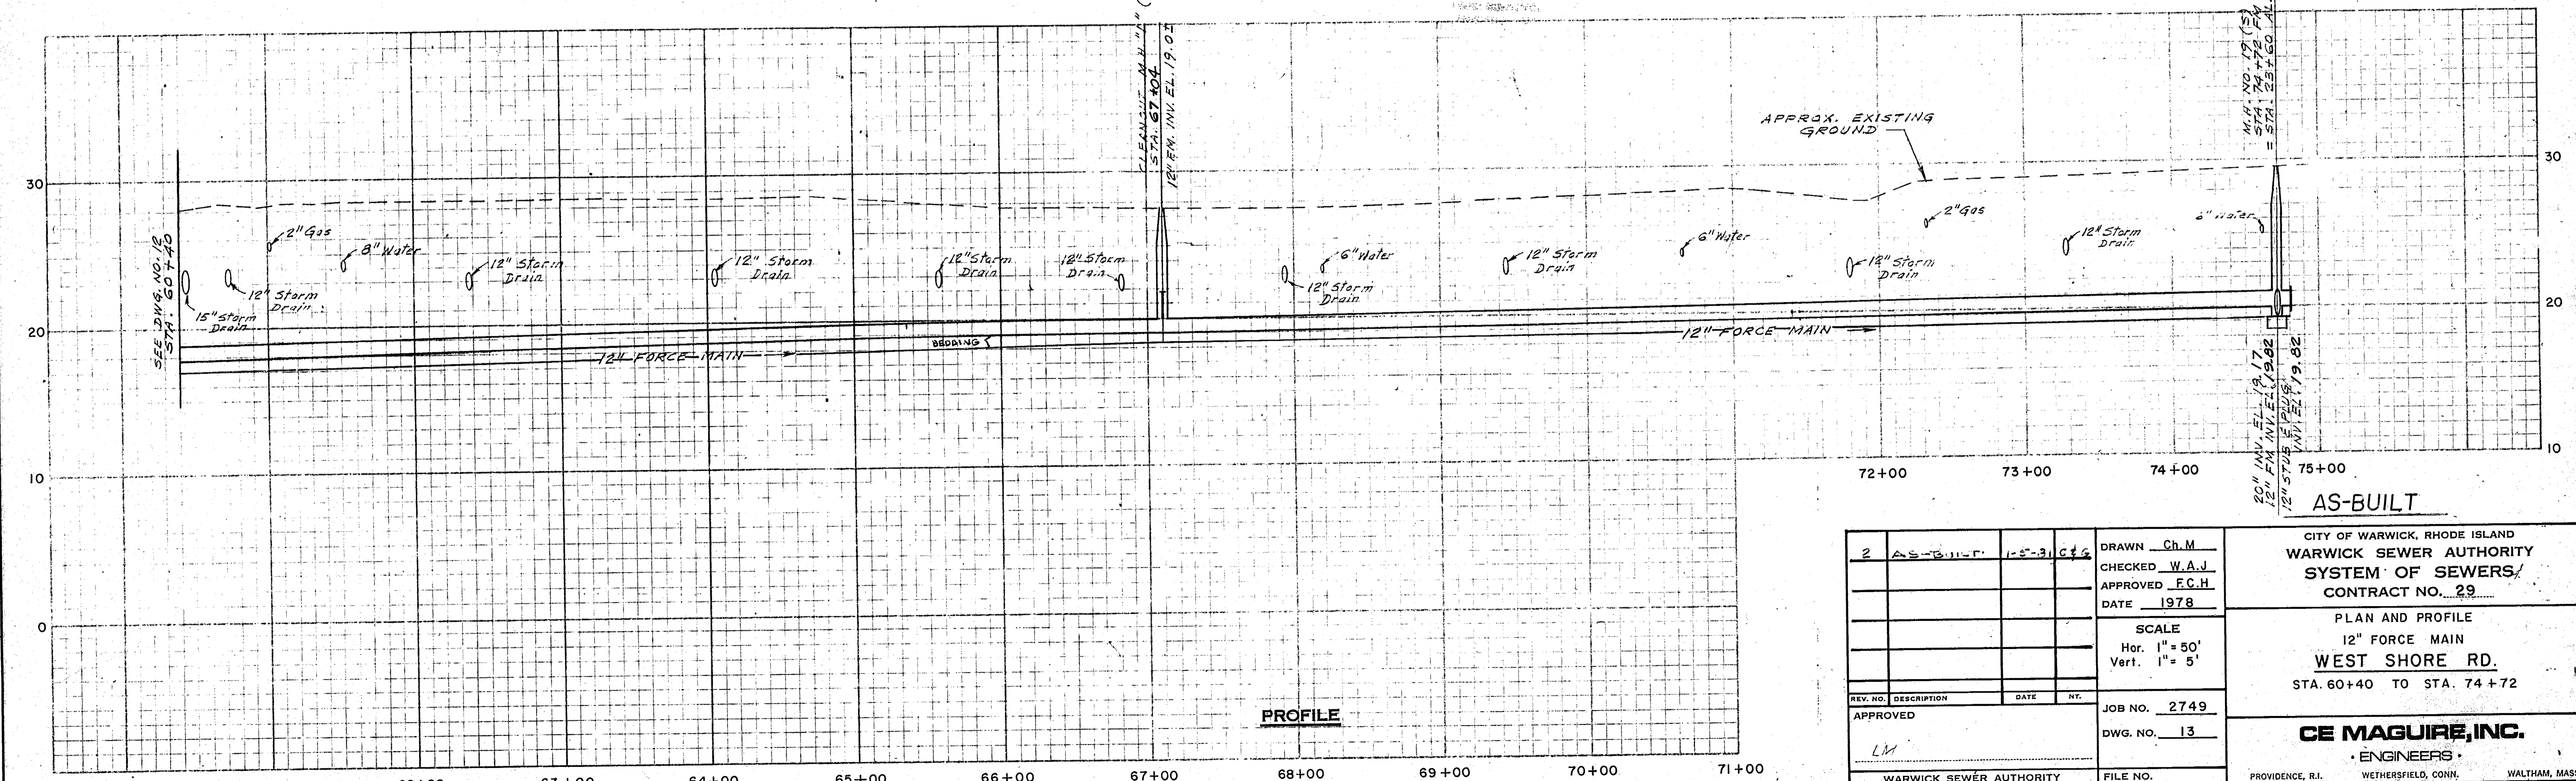 CLEANOUT M.H.
STA. 67+04
12" F.M. INV. EL. 19.0±
M.H. NO. 19 (S)
STA. 74+72 FM
= STA. 23+60 AL
APPROX. EXISTING
GROUND
30
30
SEE DWG. NO. 12
STA. 60+40
2" Gas
8" Water
12" Storm
Drain
15" Storm
Drain
12" Storm
Drain
12" Storm
Drain
12" Storm
Drain
12" Storm
Drain
6" Water
12" Storm
Drain
12" Storm
Drain
6" Water
12" Storm
Drain
2" Gas
12" Storm
Drain
Water
20
20
12" FORCE MAIN
BEDDING
12" FORCE MAIN
20" INV. EL. 19.17
12" FM INV. EL. 19.82
12" STUB & PLUG
INV. EL. 19.82
10
10
72+00
73+00
74+00
75+00
0
PROFILE
64+00
65+00
66+00
67+00
68+00
69+00
70+00
71+00
AS-BUILT
2 AS-BUILT
REV. NO. DESCRIPTION DATE
APPROVED
LM
WARWICK SEWER AUTHORITY
DRAWN Ch. M
CHECKED W.A.J
APPROVED F.C.H
DATE 1978
SCALE
Hor. 1" = 50'
Vert. 1" = 5'
JOB NO. 2749
DWG. NO. 13
FILE NO.
CITY OF WARWICK, RHODE ISLAND
WARWICK SEWER AUTHORITY
SYSTEM OF SEWERS
CONTRACT NO. 29
PLAN AND PROFILE
12" FORCE MAIN
WEST SHORE RD.
STA. 60+40 TO STA. 74+72
CE MAGUIRE, INC.
• ENGINEERS •
PROVIDENCE, R.I. WETHERSFIELD, CONN. WALTHAM, MA